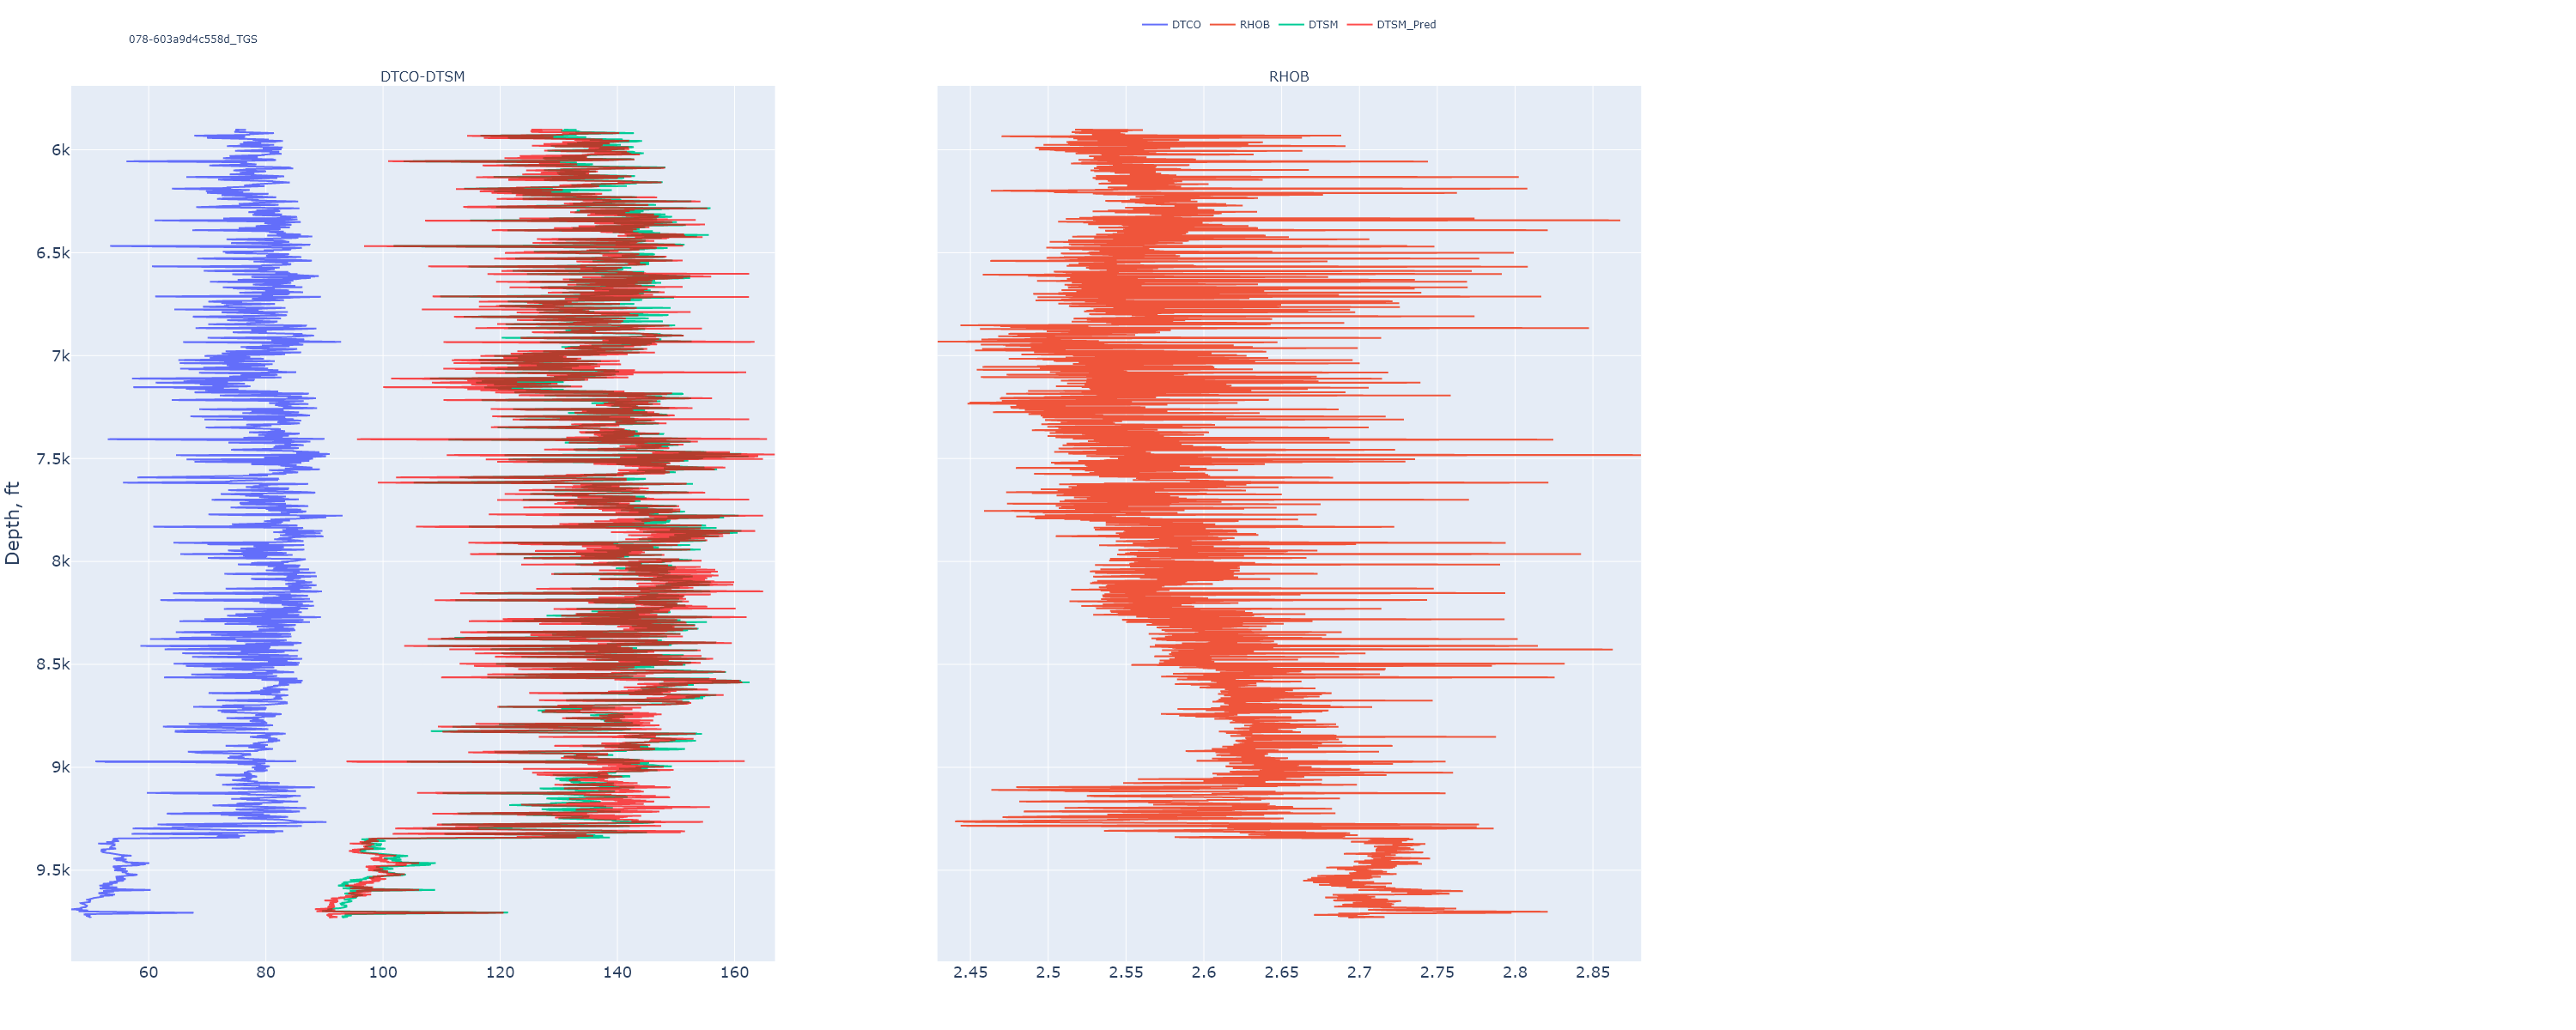 DTCO RHOB DTSM DTSM_Pred
078-603a9d4c558d_TGS
DTCO-DTSM
RHOB
Depth, ft
6k
6.5k
7k
7.5k
8k
8.5k
9k
9.5k
60 80 100 120 140 160
2.45 2.5 2.55 2.6 2.65 2.7 2.75 2.8 2.85